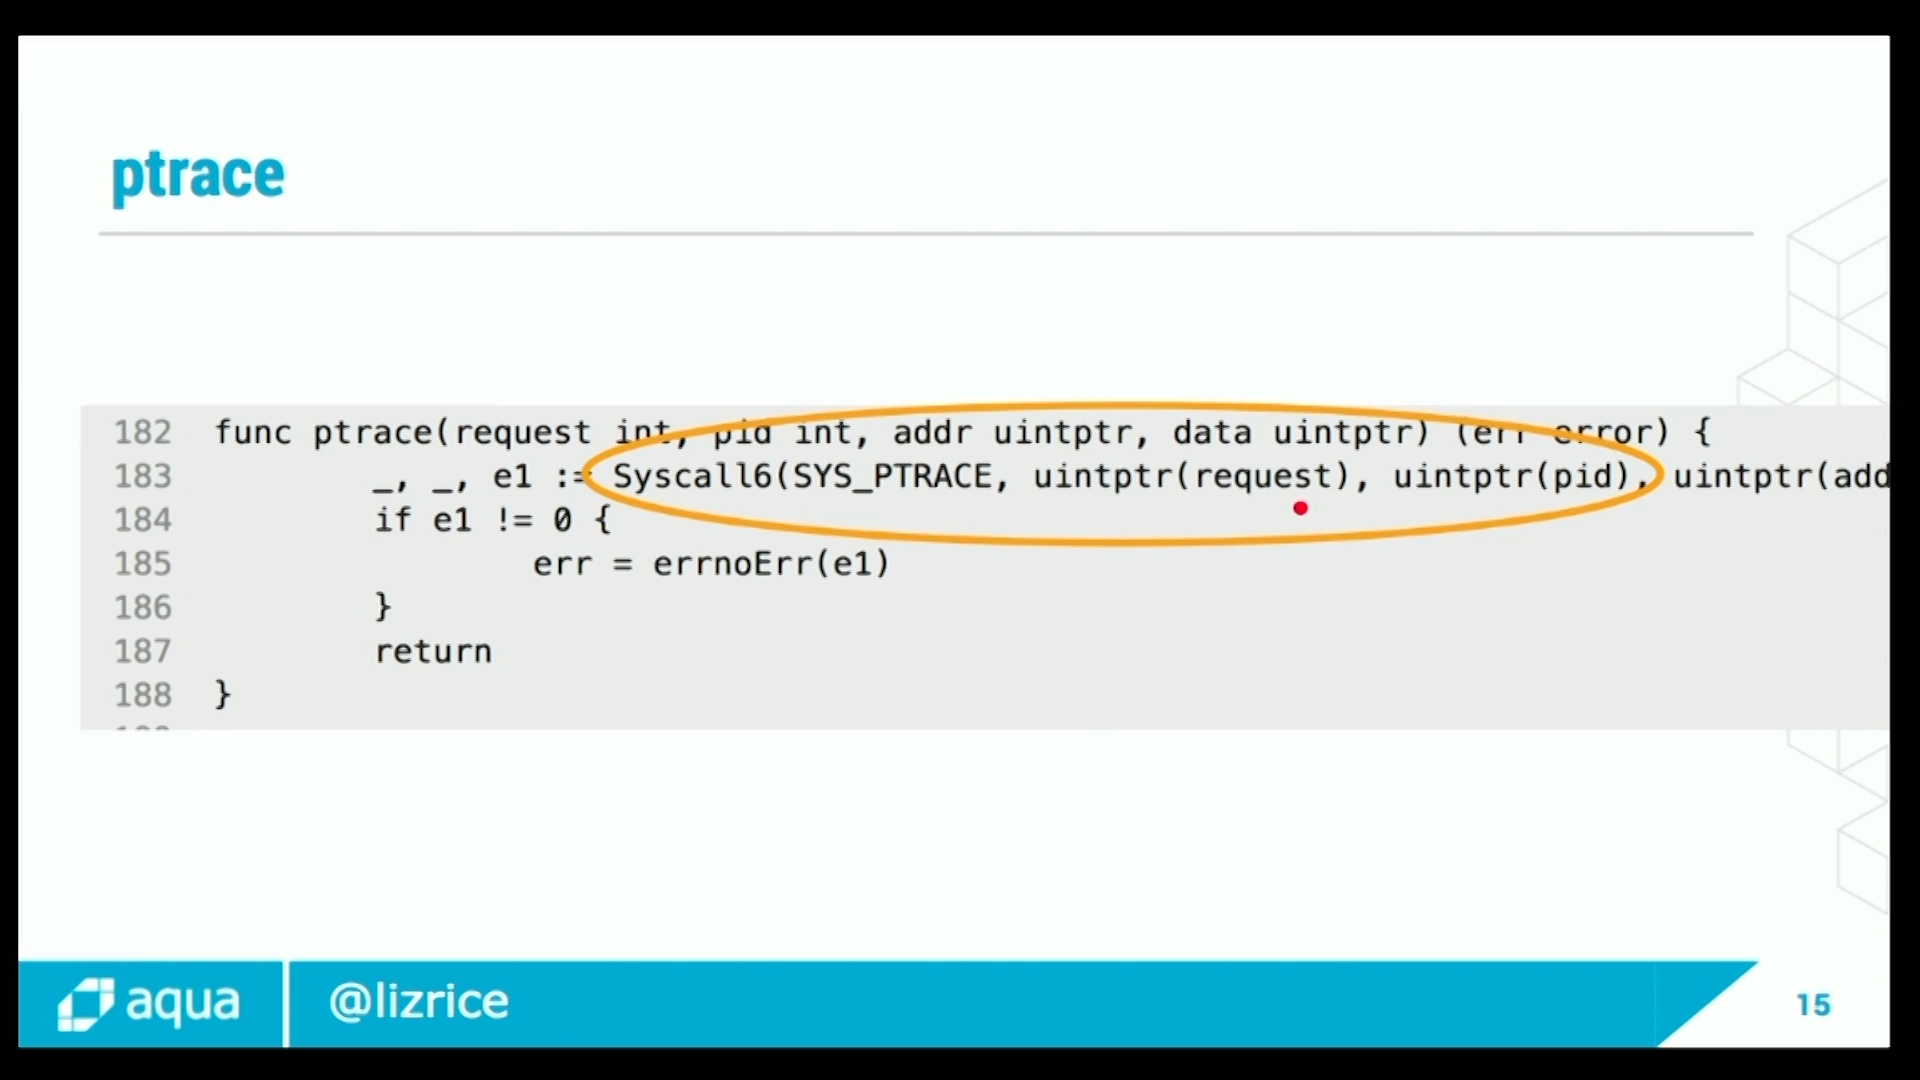 ptrace
182 func ptrace(request int, pid int, addr uintptr, data uintptr) (err error) {
183 _, _, e1 := Syscall6(SYS_PTRACE, uintptr(request), uintptr(pid), uintptr(add
184 if e1 != 0 {
185 err = errnoErr(e1)
186 }
187 return
188 }
aqua @lizrice 15